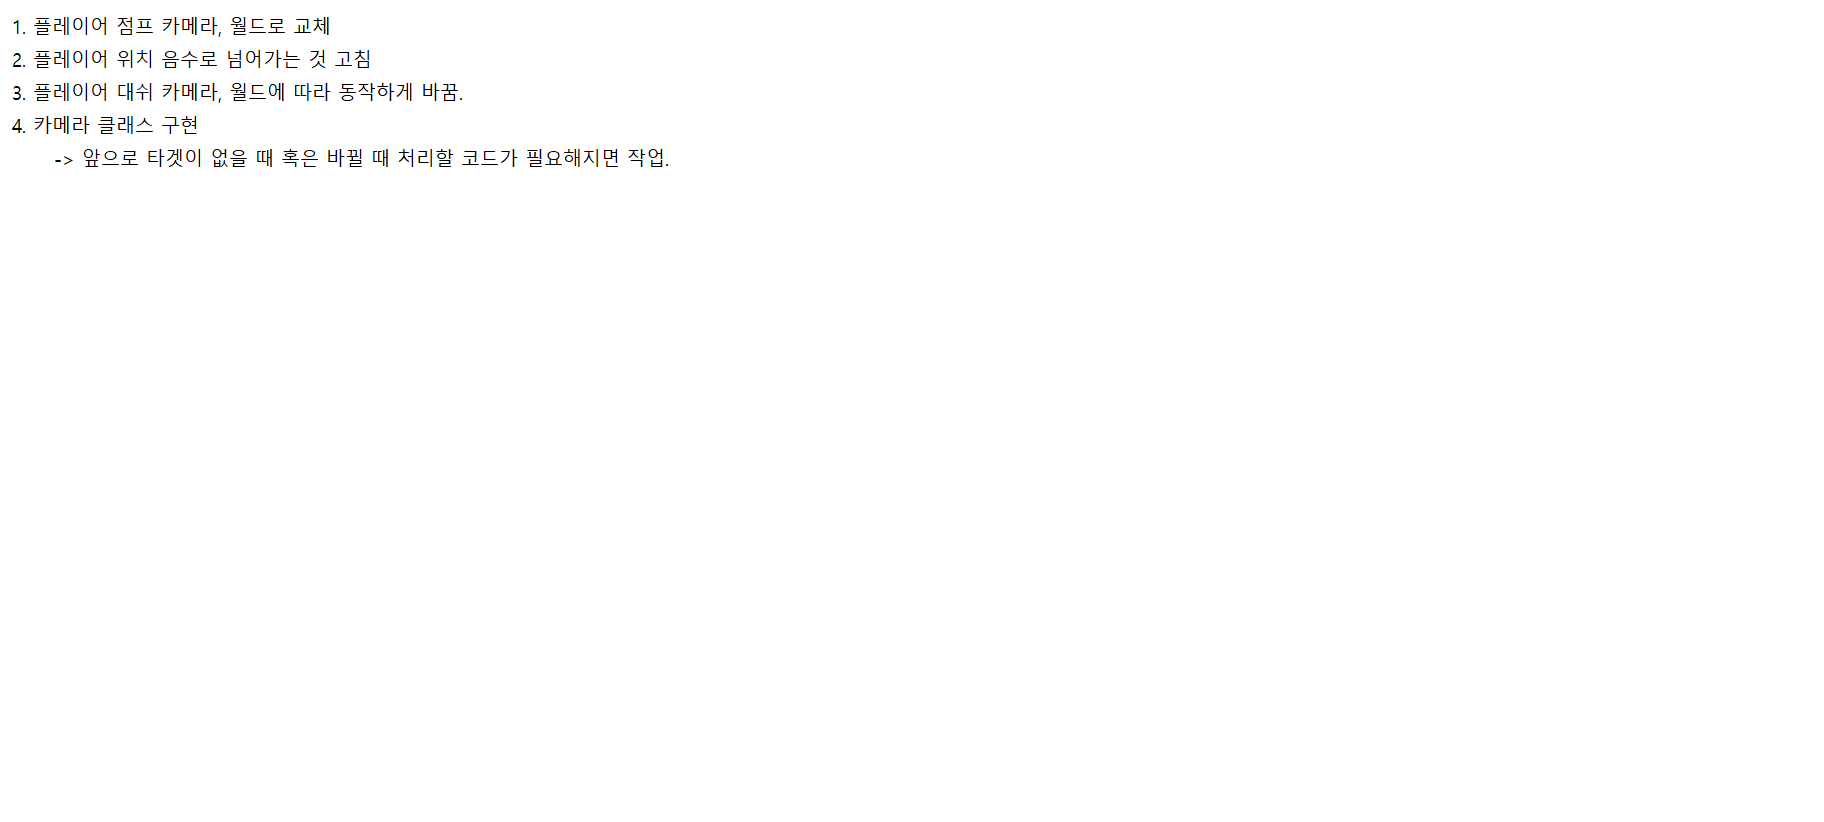 1. 플레이어 점프 카메라, 월드로 교체
2. 플레이어 위치 음수로 넘어가는 것 고침
3. 플레이어 대쉬 카메라, 월드에 따라 동작하게 바꿈.
4. 카메라 클래스 구현
-> 앞으로 타겟이 없을 때 혹은 바뀔 때 처리할 코드가 필요해지면 작업.